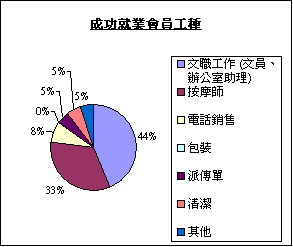 成功就業會員工種
5%
5%
5%
0%
8%
44%
33%
文職工作 (文員、
辦公室助理)
按摩師
電話銷售
包裝
派傳單
清潔
其他